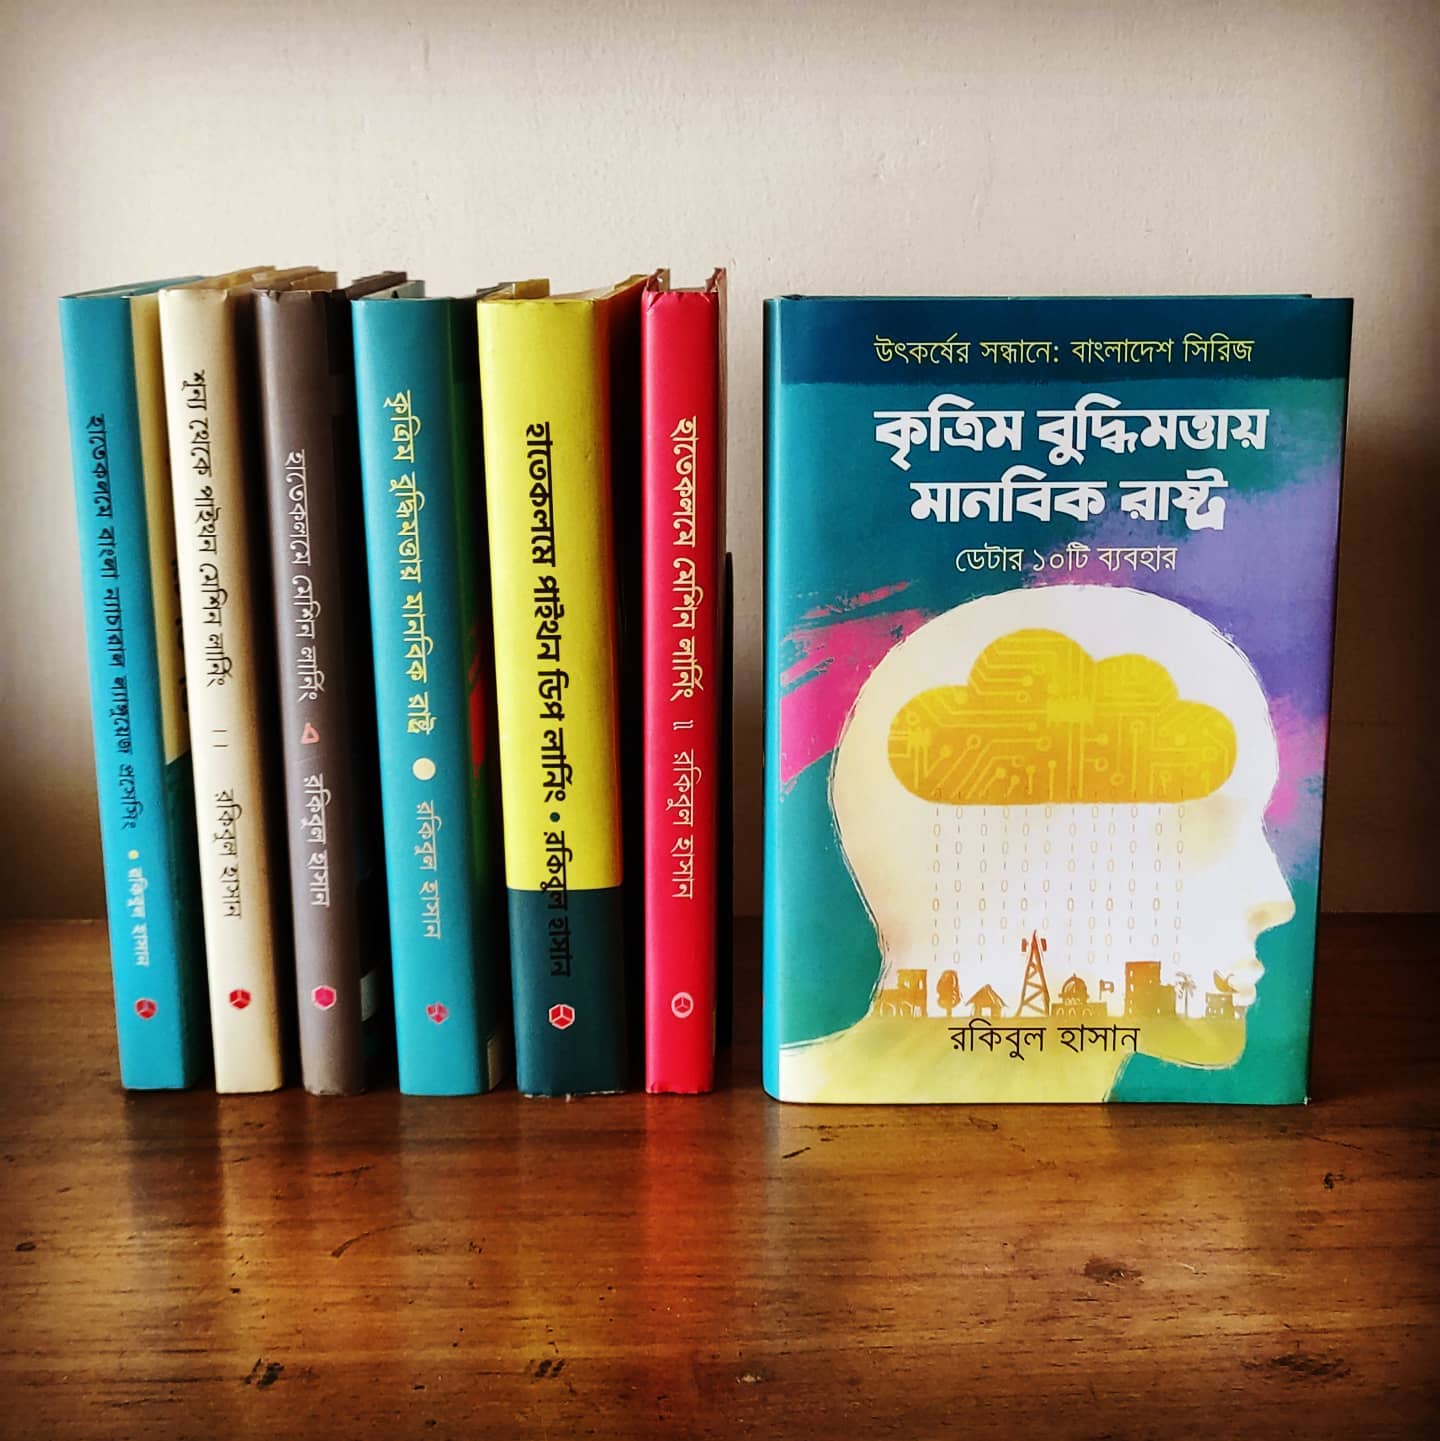 হাতেকলমে বাংলা ন্যাচারাল ল্যাঙ্গুয়েজ প্রসেসিং • রকিবুল হাসান
শূন্য থেকে পাইথন মেশিন লার্নিং ।। রকিবুল হাসান
হাতেকলমে মেশিন লার্নিং রকিবুল হাসান
কৃত্রিম বুদ্ধিমত্তায় মানবিক রাষ্ট্র ● রকিবুল হাসান
হাতেকলমে পাইথন ডিপ লার্নিং • রকিবুল হাসান
হাতেকলমে মেশিন লার্নিং ॥ রকিবুল হাসান
উৎকর্ষের সন্ধানে: বাংলাদেশ সিরিজ
কৃত্রিম বুদ্ধিমত্তায়
মানবিক রাষ্ট্র
ডেটার ১০টি ব্যবহার
রকিবুল হাসান